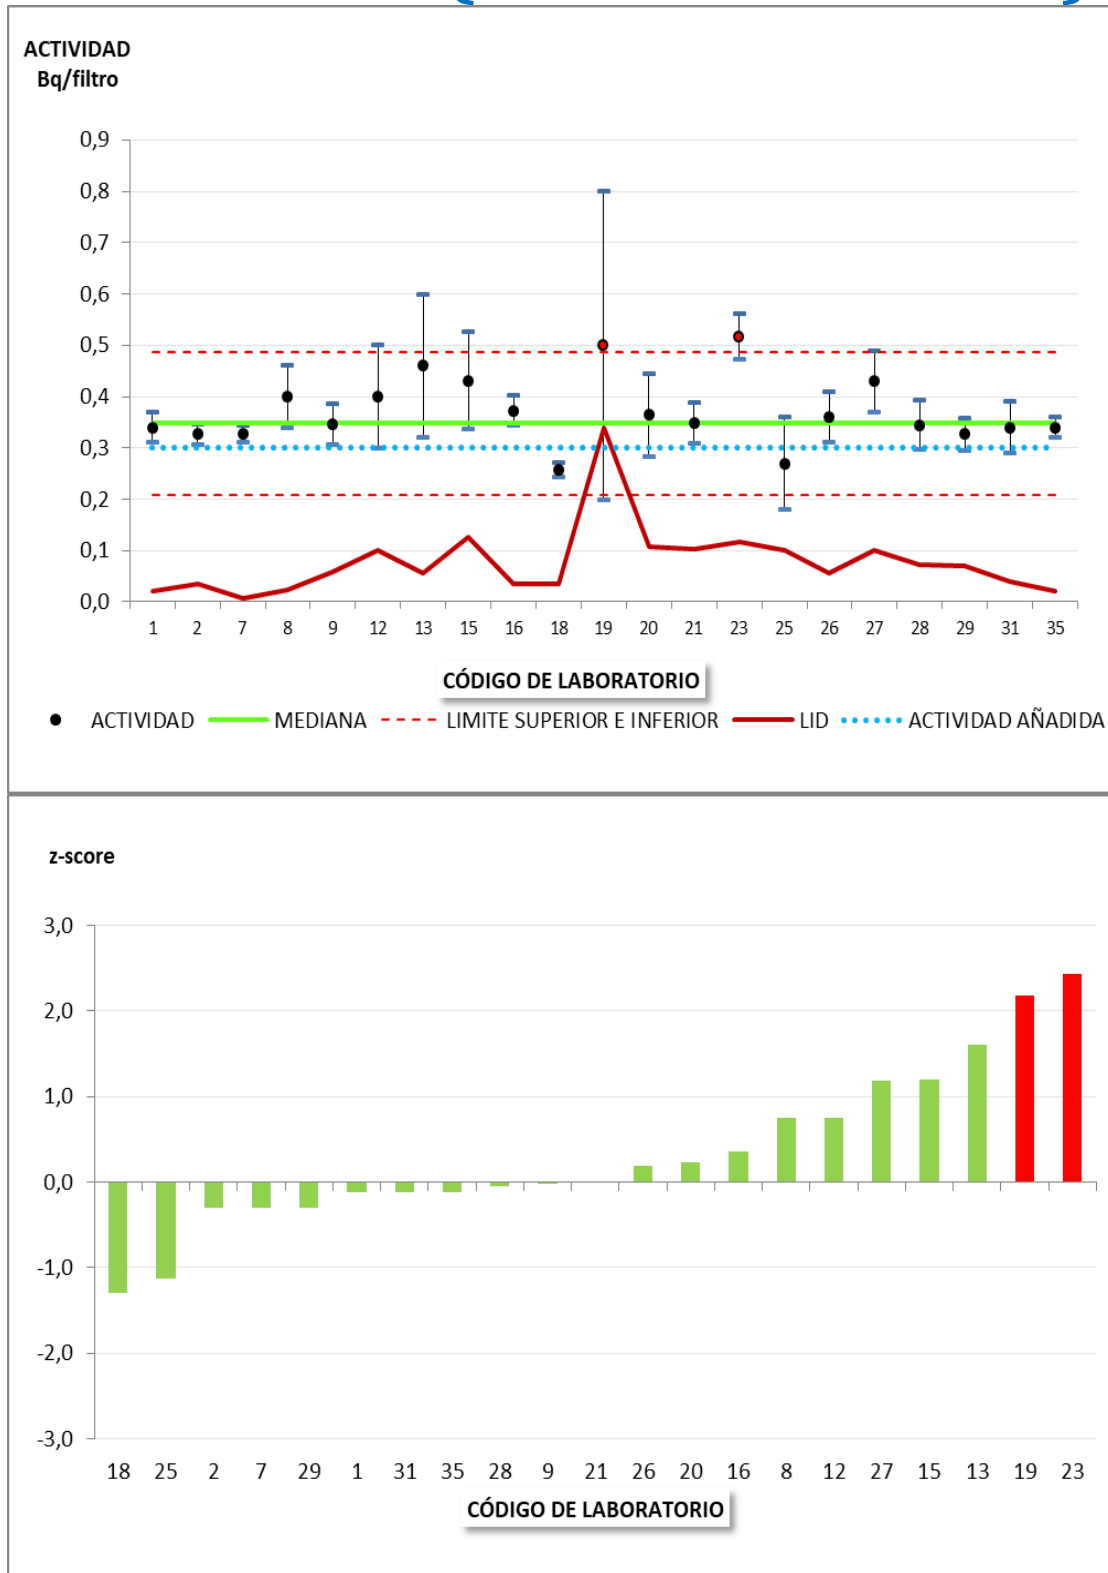 ACTIVIDAD
Bq/filtro
0,9
0,8
0,7
0,6
0,5
0,4
0,3
0,2
0,1
0,0
1 2 7 8 9 12 13 15 16 18 19 20 21 23 25 26 27 28 29 31 35
CÓDIGO DE LABORATORIO
ACTIVIDAD MEDIANA LIMITE SUPERIOR E INFERIOR LID ACTIVIDAD AÑADIDA
z-score
3,0
2,0
1,0
0,0
-1,0
-2,0
-3,0
18 25 2 7 29 1 31 35 28 9 21 26 20 16 8 12 27 15 13 19 23
CÓDIGO DE LABORATORIO